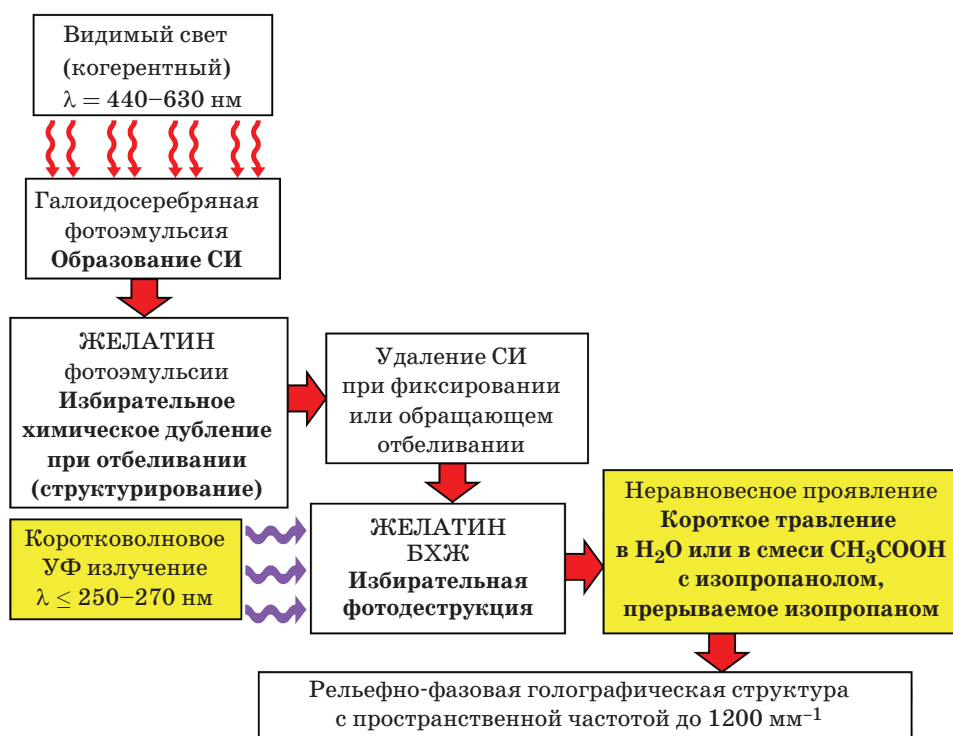 Видимый свет
(когерентный)
λ = 440–630 нм
Галоидосеребряная
фотоэмульсия
Образование СИ
ЖЕЛАТИН
фотоэмульсии
Избирательное
химическое дубление
при отбеливании
(структурирование)
Удаление СИ
при фиксировании
или обращающем
отбеливании
Коротковолновое
УФ излучение
λ ≤ 250–270 нм
ЖЕЛАТИН
БХЖ
Избирательная
фотодеструкция
Неравновесное проявление
Короткое травление
в H₂O или в смеси CH₃COOH
с изопропанолом,
прерываемое изопропаном
Рельефно-фазовая голографическая структура
с пространственной частотой до 1200 мм⁻¹